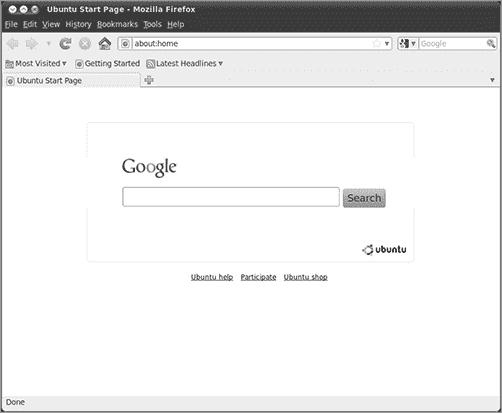 Ubuntu Start Page - Mozilla Firefox
File Edit View History Bookmarks Tools Help
about:home Google
Most Visited Getting Started Latest Headlines
Ubuntu Start Page
Google
Search
ubuntu
Ubuntu help Participate Ubuntu shop
Done